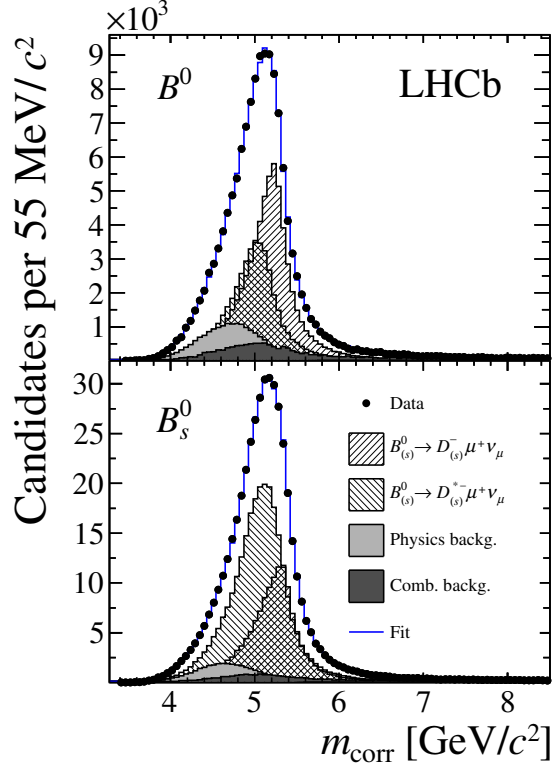 ×10³
B⁰ LHCb
9
8
7
6
5
4
3
2
1
Candidates per 55 MeV/c²
B⁰ₛ
30
25
20
15
10
5
Data
B⁰₍ₛ₎ → D⁻₍ₛ₎ μ⁺ νμ
B⁰₍ₛ₎ → D*⁻₍ₛ₎ μ⁺ νμ
Physics backg.
Comb. backg.
Fit
4 5 6 7 8
m_corr [GeV/c²]